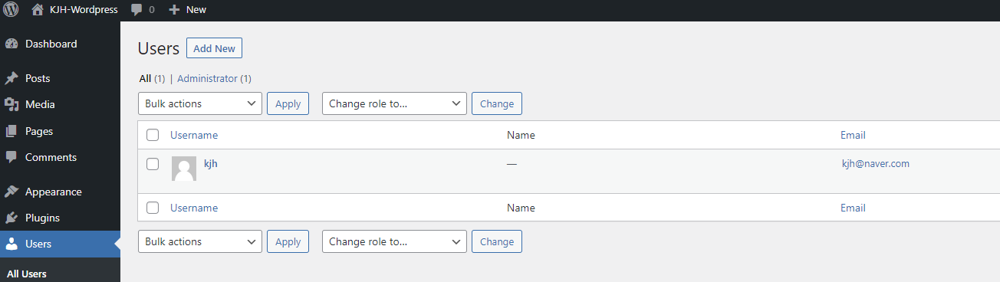 KJH-Wordpress 0 New
Dashboard
Posts
Media
Pages
Comments
Appearance
Plugins
Users
All Users
Users Add New
All (1) | Administrator (1)
Bulk actions Apply Change role to... Change
Username Name Email
kjh — kjh@naver.com
Username Name Email
Bulk actions Apply Change role to... Change